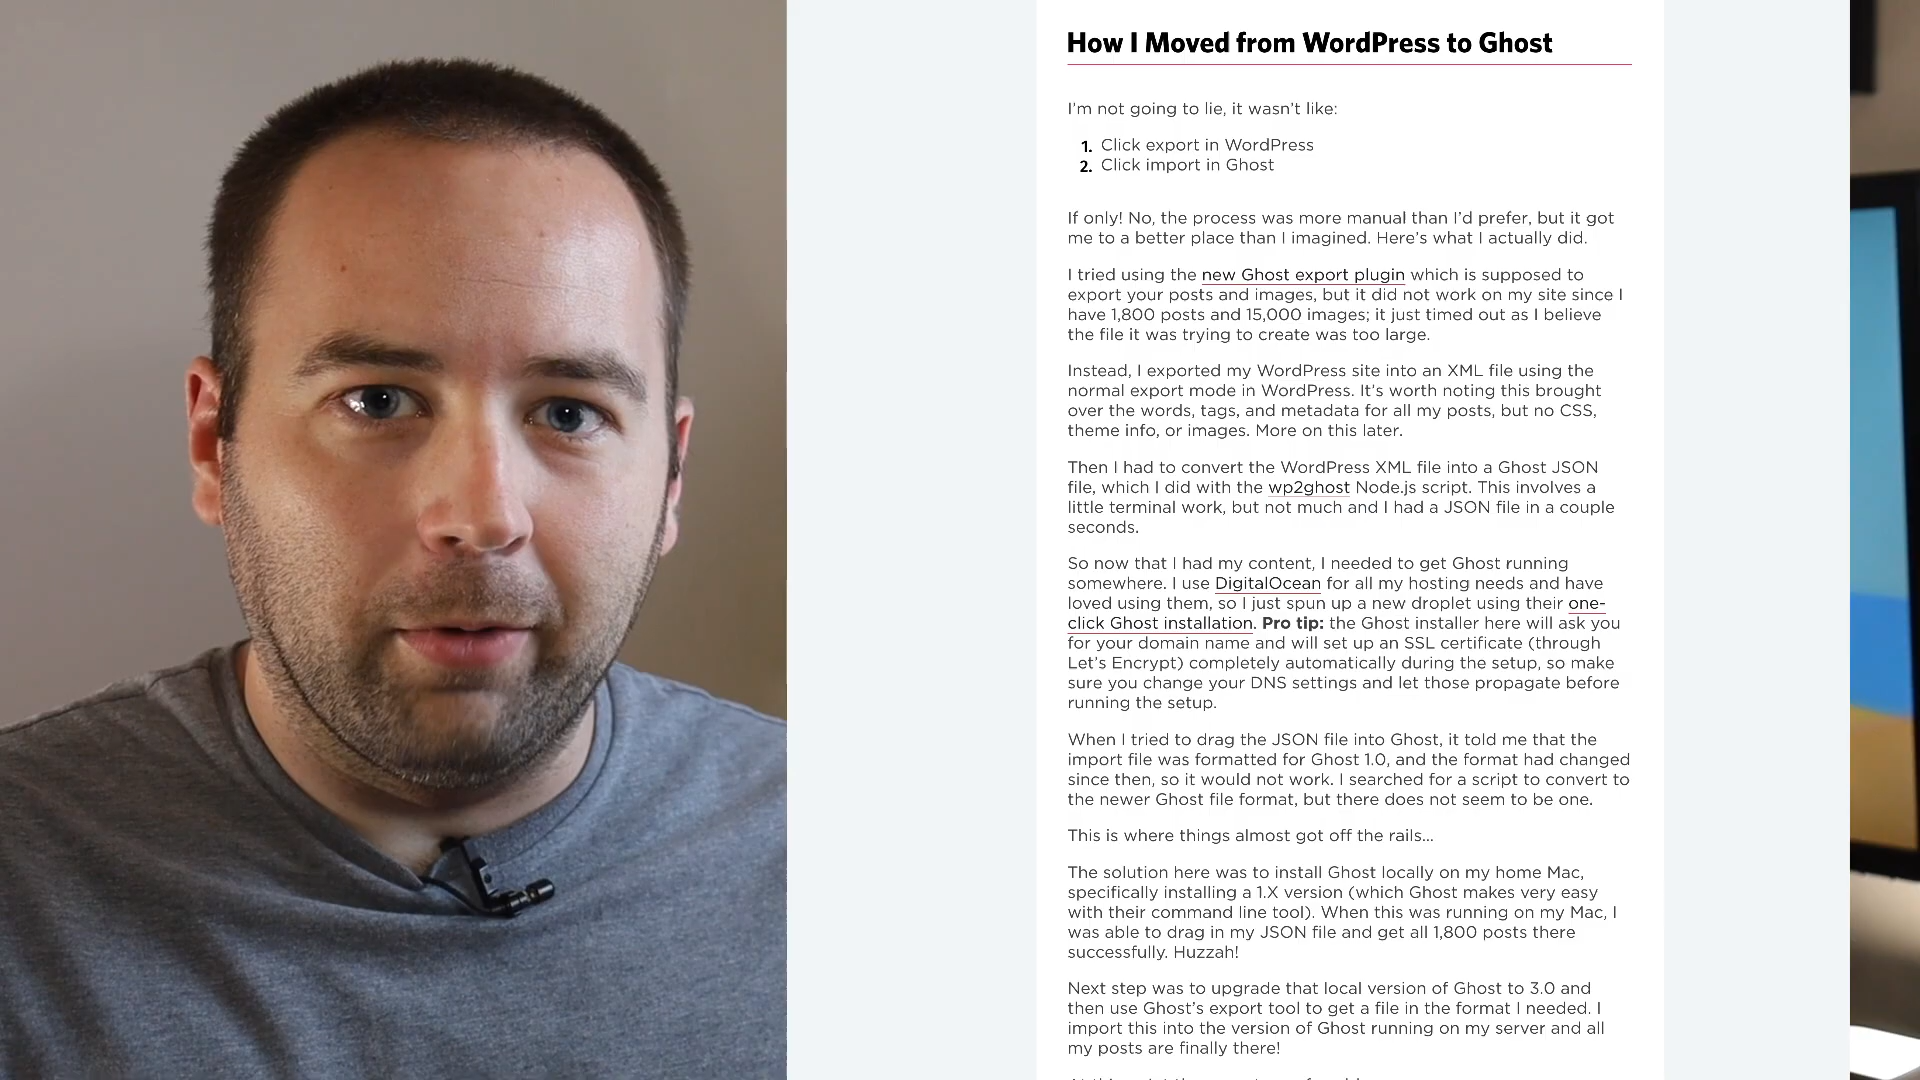 How I Moved from WordPress to Ghost
I'm not going to lie, it wasn't like:
1. Click export in WordPress
2. Click import in Ghost
If only! No, the process was more manual than I'd prefer, but it got
me to a better place than I imagined. Here's what I actually did.
I tried using the new Ghost export plugin which is supposed to
export your posts and images, but it did not work on my site since I
have 1,800 posts and 15,000 images; it just timed out as I believe
the file it was trying to create was too large.
Instead, I exported my WordPress site into an XML file using the
normal export mode in WordPress. It's worth noting this brought
over the words, tags, and metadata for all my posts, but no CSS,
theme info, or images. More on this later.
Then I had to convert the WordPress XML file into a Ghost JSON
file, which I did with the wp2ghost Node.js script. This involves a
little terminal work, but not much and I had a JSON file in a couple
seconds.
So now that I had my content, I needed to get Ghost running
somewhere. I use DigitalOcean for all my hosting needs and have
loved using them, so I just spun up a new droplet using their one-
click Ghost installation. Pro tip: the Ghost installer here will ask you
for your domain name and will set up an SSL certificate (through
Let's Encrypt) completely automatically during the setup, so make
sure you change your DNS settings and let those propagate before
running the setup.
When I tried to drag the JSON file into Ghost, it told me that the
import file was formatted for Ghost 1.0, and the format had changed
since then, so it would not work. I searched for a script to convert to
the newer Ghost file format, but there does not seem to be one.
This is where things almost got off the rails...
The solution here was to install Ghost locally on my home Mac,
specifically installing a 1.X version (which Ghost makes very easy
with their command line tool). When this was running on my Mac, I
was able to drag in my JSON file and get all 1,800 posts there
successfully. Huzzah!
Next step was to upgrade that local version of Ghost to 3.0 and
then use Ghost's export tool to get a file in the format I needed. I
import this into the version of Ghost running on my server and all
my posts are finally there!